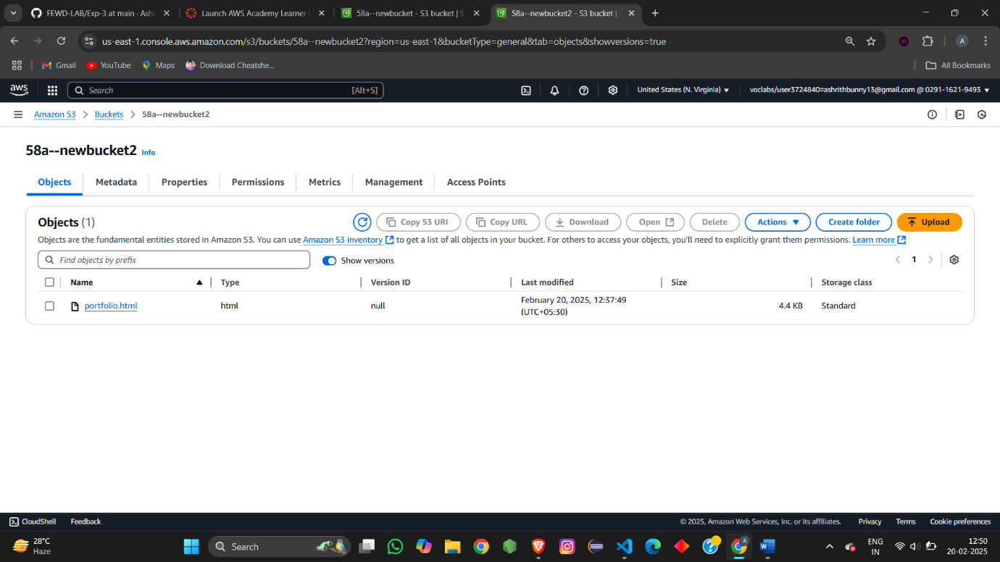 FEWD-LAB/Exp-3 at main · Ash
Launch AWS Academy Learner
58a--newbucket - S3 bucket | S
58a--newbucket2 - S3 bucket |
us-east-1.console.aws.amazon.com/s3/buckets/58a--newbucket2?region=us-east-1&bucketType=general&tab=objects&showversions=true
A
Gmail
YouTube
Maps
Download Cheatshe...
All Bookmarks
aws
Search
[Alt+S]
United States (N. Virginia)
voclabs/user3724840=ashrithbunny13@gmail.com @ 0291-1621-9493
Amazon S3
Buckets
58a--newbucket2
58a--newbucket2 Info
Objects
Metadata
Properties
Permissions
Metrics
Management
Access Points
Objects (1)
Copy S3 URI
Copy URL
Download
Open
Delete
Actions
Create folder
Upload
Objects are the fundamental entities stored in Amazon S3. You can use Amazon S3 inventory to get a list of all objects in your bucket. For others to access your objects, you'll need to explicitly grant them permissions. Learn more
Find objects by prefix
Show versions
1
Name
Type
Version ID
Last modified
Size
Storage class
portfolio.html
html
null
February 20, 2025, 12:37:49
(UTC+05:30)
4.4 KB
Standard
CloudShell
Feedback
© 2025, Amazon Web Services, Inc. or its affiliates.
Privacy
Terms
Cookie preferences
28°C
Haze
Search
ENG
IN
12:50
20-02-2025